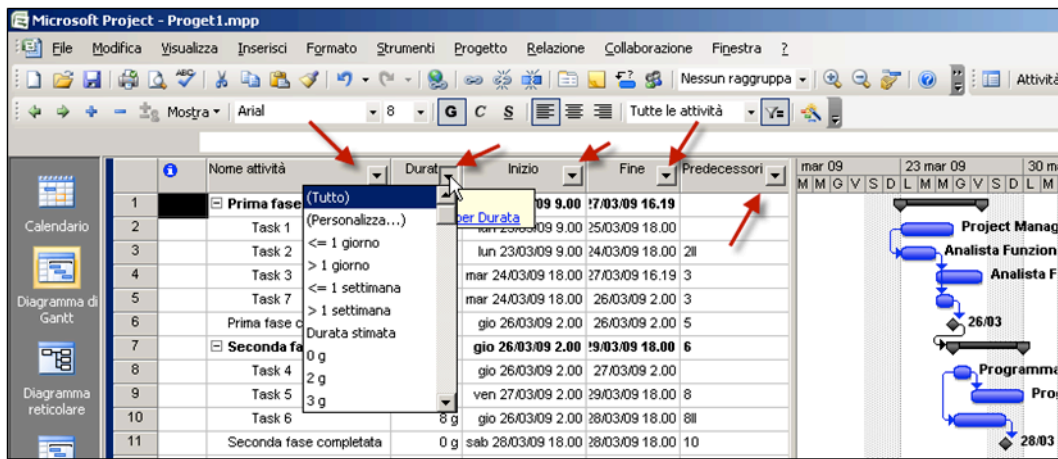 Microsoft Project - Proget1.mpp
File Modifica Visualizza Inserisci Formato Strumenti Progetto Relazione Collaborazione Finestra ?
Nessun raggruppa Attività
Mostra Arial 8 G C S Tutte le attività
Nome attività Durat Inizio Fine Predecessori mar 09 23 mar 09 30 m
M M G V S D L M M G V S D L M
1 Prima fase 09 9.00 27/03/09 16.19
2 Task 1 lun 23/03/09 9.00 25/03/09 18.00 Project Manag
3 Task 2 lun 23/03/09 9.00 24/03/09 18.00 2II Analista Funzion
4 Task 3 mar 24/03/09 18.00 27/03/09 16.19 3 Analista F
5 Task 7 mar 24/03/09 18.00 26/03/09 2.00 3
6 Prima fase c gio 26/03/09 2.00 26/03/09 2.00 5 26/03
7 Seconda fa gio 26/03/09 2.00 29/03/09 18.00 6
8 Task 4 gio 26/03/09 2.00 27/03/09 2.00 Programma
9 Task 5 ven 27/03/09 2.00 29/03/09 18.00 8 Pro
10 Task 6 8 g gio 26/03/09 2.00 28/03/09 18.00 8II
11 Seconda fase completata 0 g sab 28/03/09 18.00 28/03/09 18.00 10 28/03
(Tutto)
(Personalizza...)
<= 1 giorno
> 1 giorno
<= 1 settimana
> 1 settimana
Durata stimata
0 g
2 g
3 g
per Durata
Calendario
Diagramma di
Gantt
Diagramma
reticolare